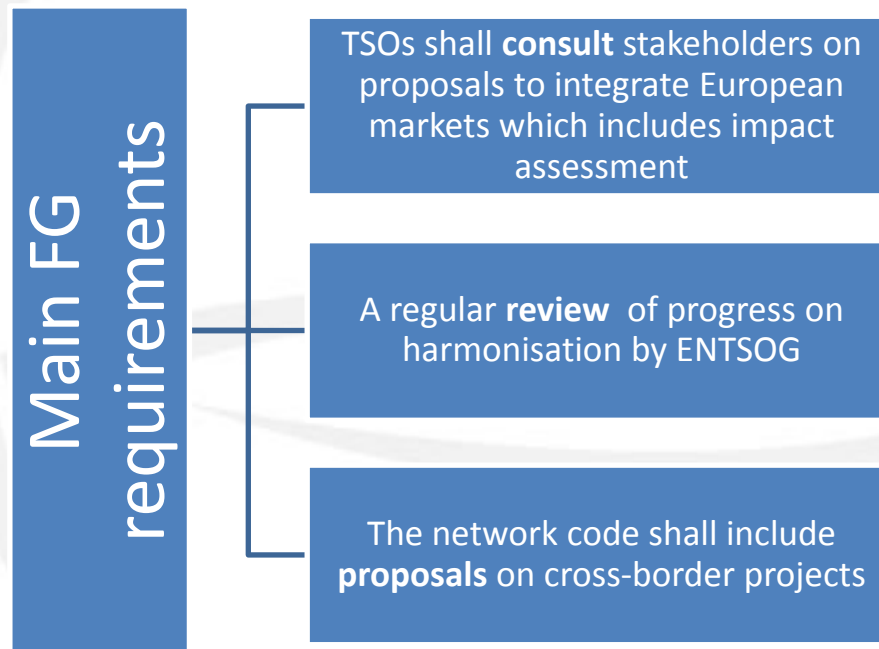 Main FG
requirements
TSOs shall consult stakeholders on
proposals to integrate European
markets which includes impact
assessment
A regular review of progress on
harmonisation by ENTSOG
The network code shall include
proposals on cross-border projects